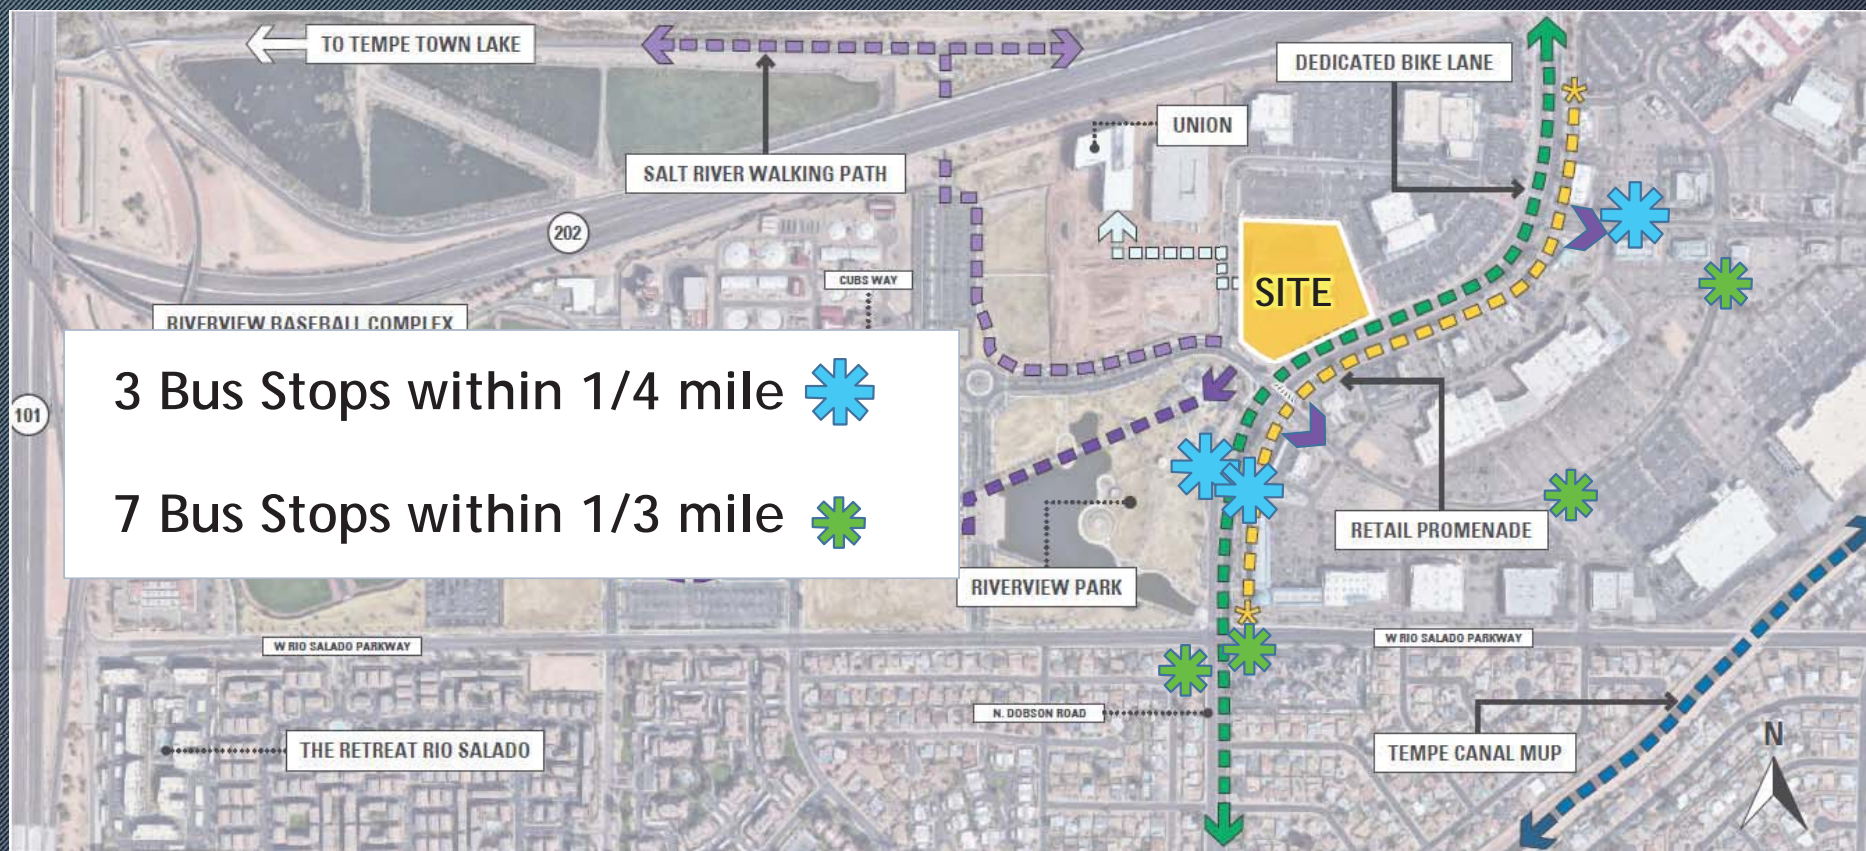 TO TEMPE TOWN LAKE
DEDICATED BIKE LANE
UNION
SALT RIVER WALKING PATH
202
CUBS WAY
SITE
RIVERVIEW BASEBALL COMPLEX
3 Bus Stops within 1/4 mile
101
7 Bus Stops within 1/3 mile
RETAIL PROMENADE
RIVERVIEW PARK
W RIO SALADO PARKWAY
W RIO SALADO PARKWAY
N. DOBSON ROAD
THE RETREAT RIO SALADO
TEMPE CANAL MUP
N